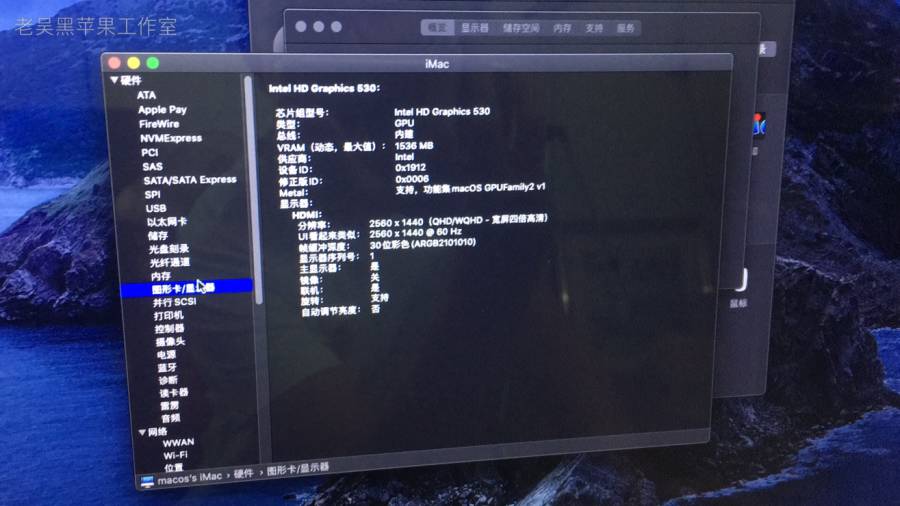 老吴黑苹果工作室
概览 显示器 储存空间 内存 支持 服务
iMac
硬件
ATA
Apple Pay
FireWire
NVMExpress
PCI
SAS
SATA/SATA Express
SPI
USB
以太网卡
储存
光盘刻录
光纤通道
内存
图形卡/显示器
并行 SCSI
打印机
控制器
摄像头
电源
蓝牙
诊断
读卡器
雷雳
音频
网络
WWAN
Wi-Fi
位置
Intel HD Graphics 530:
芯片组型号: Intel HD Graphics 530
类型: GPU
总线: 内建
VRAM（动态，最大值）: 1536 MB
供应商: Intel
设备 ID: 0x1912
修正版 ID: 0x0006
Metal: 支持，功能集 macOS GPUFamily2 v1
显示器:
HDMI:
分辨率: 2560 x 1440（QHD/WQHD - 宽屏四倍高清）
UI 看起来类似: 2560 x 1440 @ 60 Hz
帧缓冲深度: 30 位彩色 (ARGB2101010)
显示器序列号: 1
主显示器: 是
镜像: 关
联机: 是
旋转: 支持
自动调节亮度: 否
鼠标
macos's iMac › 硬件 › 图形卡/显示器